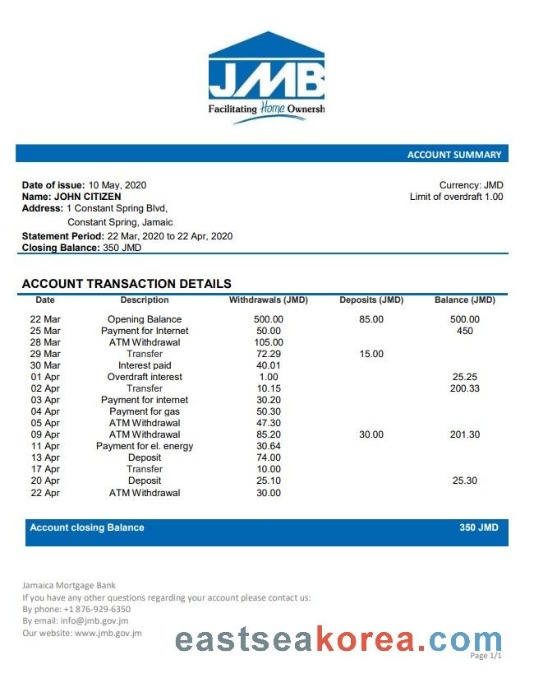 JMB
Facilitating Home Ownersh
ACCOUNT SUMMARY
Date of issue: 10 May, 2020
Currency: JMD
Name: JOHN CITIZEN
Limit of overdraft 1.00
Address: 1 Constant Spring Blvd,
Constant Spring, Jamaic
Statement Period: 22 Mar, 2020 to 22 Apr, 2020
Closing Balance: 350 JMD
ACCOUNT TRANSACTION DETAILS
Date Description Withdrawals (JMD) Deposits (JMD) Balance (JMD)
22 Mar Opening Balance 500.00 85.00 500.00
25 Mar Payment for Internet 50.00 450
28 Mar ATM Withdrawal 105.00
29 Mar Transfer 72.29 15.00
30 Mar Interest paid 40.01
01 Apr Overdraft interest 1.00 25.25
02 Apr Transfer 10.15 200.33
03 Apr Payment for internet 30.20
04 Apr Payment for gas 50.30
05 Apr ATM Withdrawal 47.30
09 Apr ATM Withdrawal 85.20 30.00 201.30
11 Apr Payment for el. energy 30.64
13 Apr Deposit 74.00
17 Apr Transfer 10.00
20 Apr Deposit 25.10 25.30
22 Apr ATM Withdrawal 30.00
Account closing Balance 350 JMD
Jamaica Mortgage Bank
If you have any other questions regarding your account please contact us:
By phone: +1 876-929-6350
By email: info@jmb.gov.jm
Our website: www.jmb.gov.jm
eastseakorea.com
Page 1/1